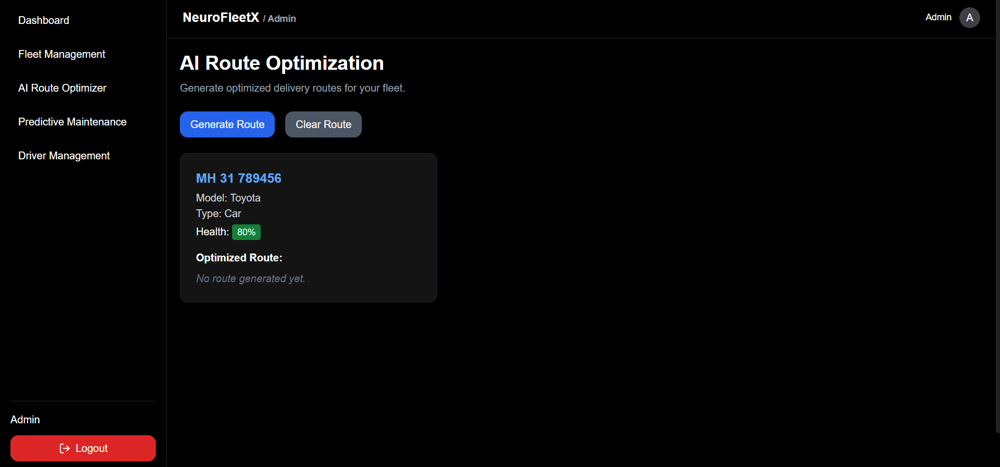 Dashboard
Fleet Management
AI Route Optimizer
Predictive Maintenance
Driver Management
Admin
Logout
NeuroFleetX / Admin
Admin A
AI Route Optimization
Generate optimized delivery routes for your fleet.
Generate Route Clear Route
MH 31 789456
Model: Toyota
Type: Car
Health: 80%
Optimized Route:
No route generated yet.